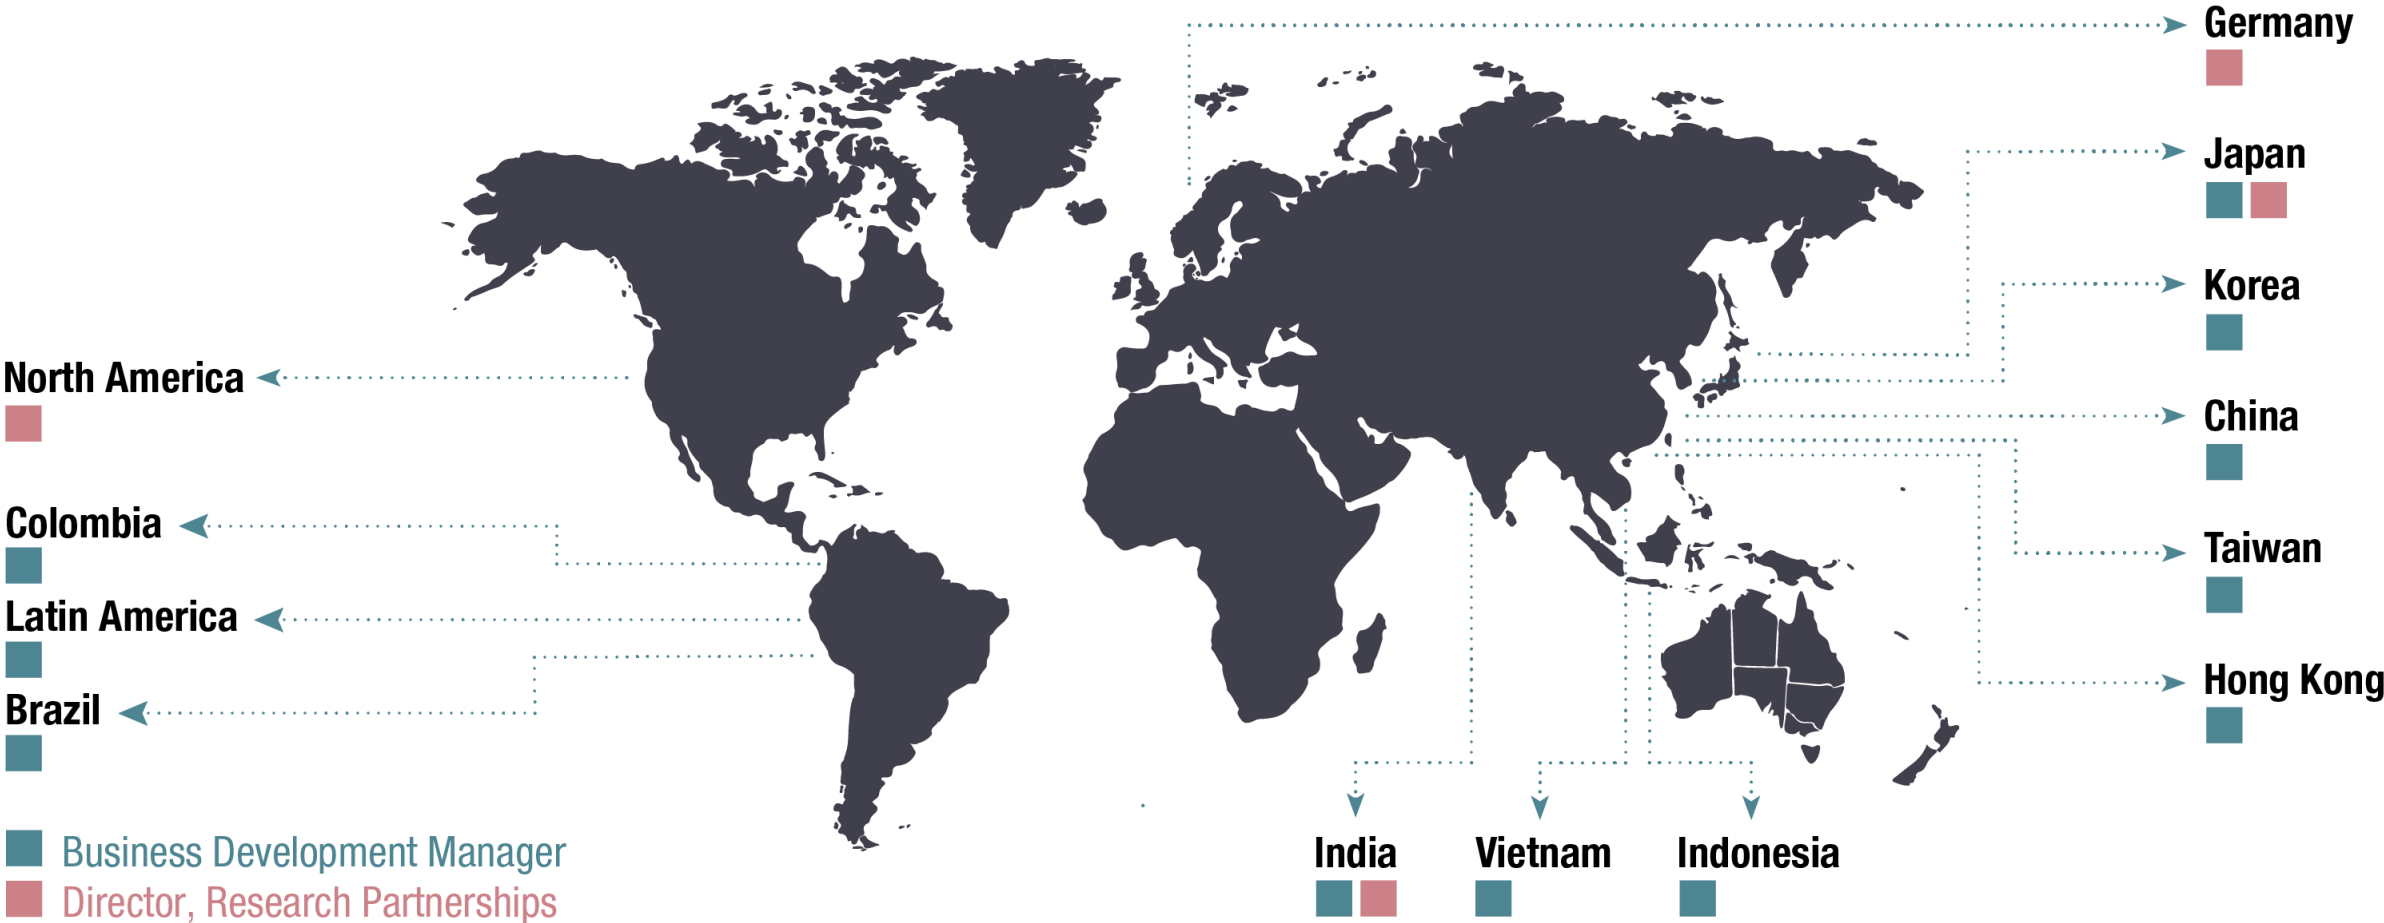 Germany
Japan
Korea
China
Taiwan
Hong Kong
North America
Colombia
Latin America
Brazil
India
Vietnam
Indonesia
Business Development Manager
Director, Research Partnerships